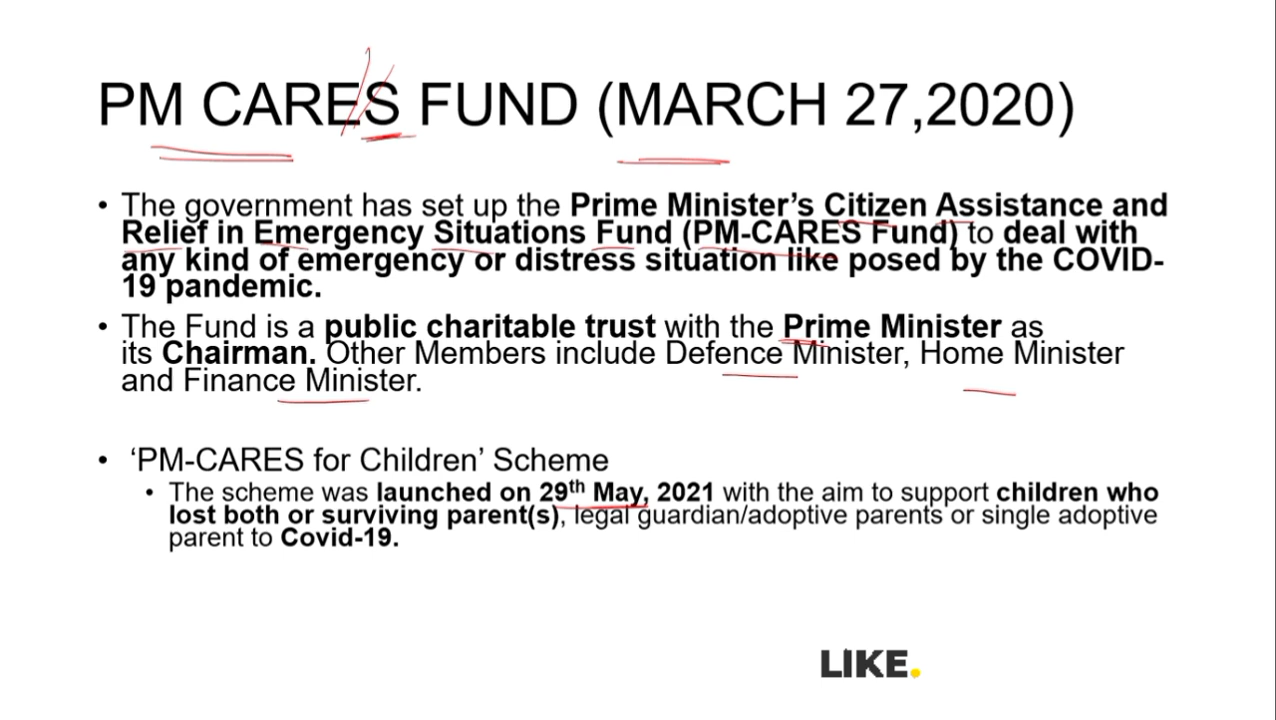 PM CARES FUND (MARCH 27,2020)
• The government has set up the Prime Minister’s Citizen Assistance and
Relief in Emergency Situations Fund (PM-CARES Fund) to deal with
any kind of emergency or distress situation like posed by the COVID-
19 pandemic.
• The Fund is a public charitable trust with the Prime Minister as
its Chairman. Other Members include Defence Minister, Home Minister
and Finance Minister.
• ‘PM-CARES for Children’ Scheme
• The scheme was launched on 29th May, 2021 with the aim to support children who
lost both or surviving parent(s), legal guardian/adoptive parents or single adoptive
parent to Covid-19.
LIKE.